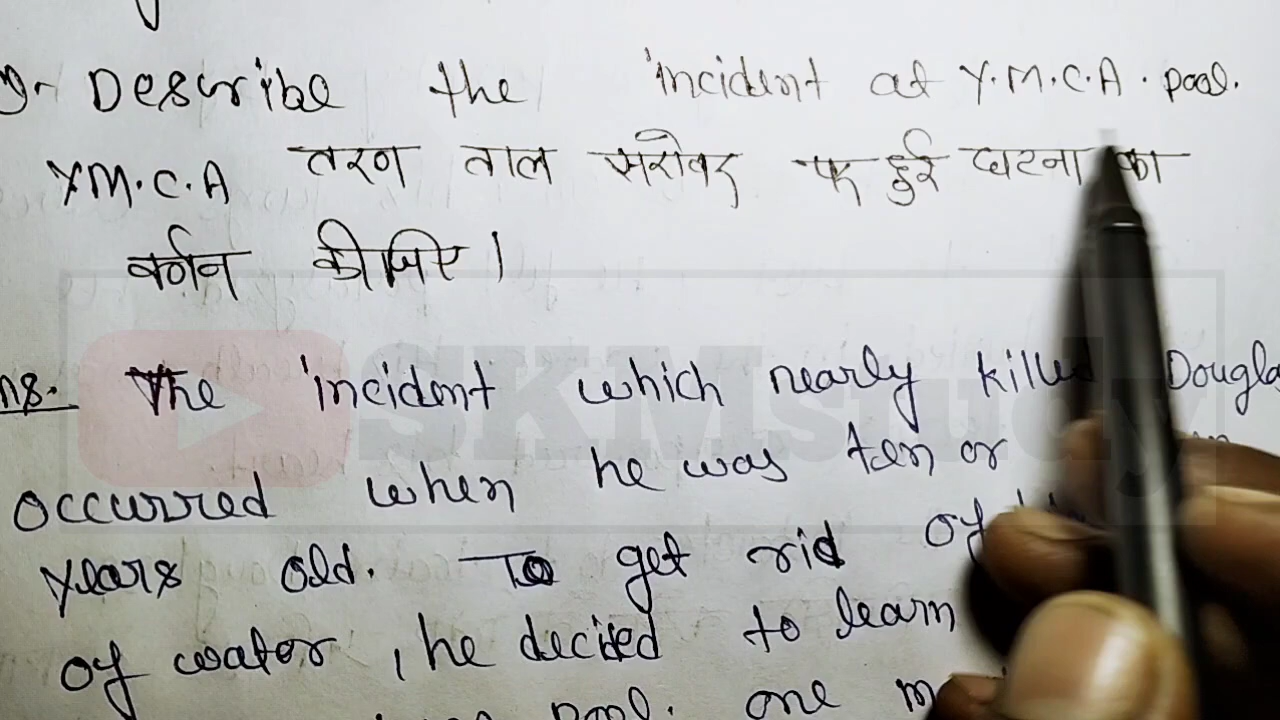 Describe the incident at Y.M.C.A. pool.
YM.C.A तरण ताल सरोवर पर हुई घटना का
वर्णन कीजिए।
SKMstudy
The incident which nearly killed Dougla
occurred when he was ten or
years old. To get rid of
of water, he decided to learn
pool. one